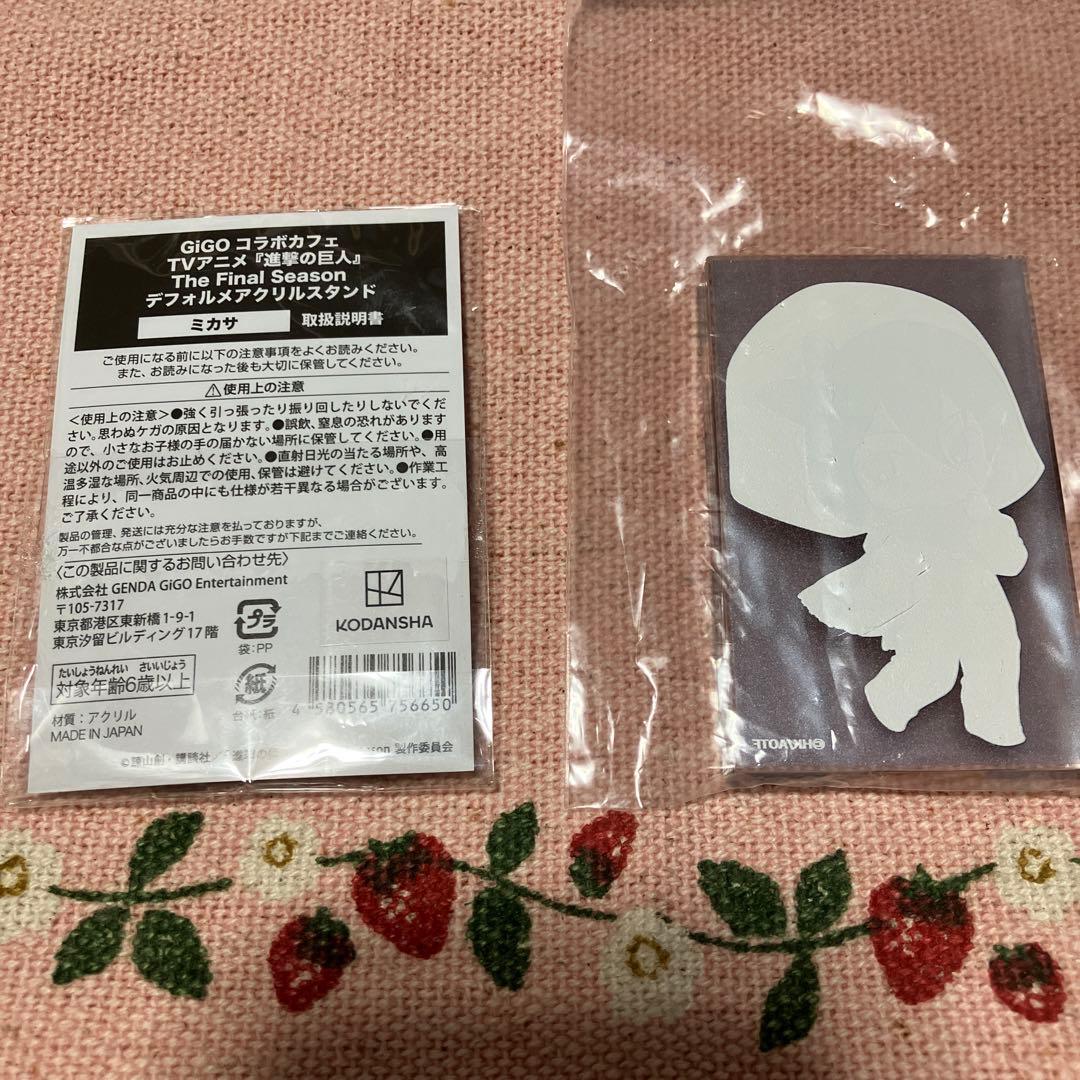 GiGO コラボカフェ
TVアニメ『進撃の巨人』
The Final Season
デフォルメアクリルスタンド
ミカサ 取扱説明書
ご使用になる前に以下の注意事項をよくお読みください。
また、お読みになった後も大切に保管してください。
⚠使用上の注意
＜使用上の注意＞●強く引っ張ったり振り回したりしないでくだ
さい。思わぬケガの原因となります。●誤飲、窒息の恐れがあります
ので、小さなお子様の手の届かない場所に保管してください。●用
途以外のご使用はお止めください。●直射日光の当たる場所や、高
温多湿な場所、火気周辺での使用、保管は避けてください。●作業工
程により、同一商品の中にも仕様が若干異なる場合がございます。
ご了承ください。
製品の管理、発送には充分な注意を払っておりますが、
万一不都合な点がございましたらお手数ですが下記までご連絡ください。
〈この製品に関するお問い合わせ先〉
株式会社 GENDA GiGO Entertainment
〒105-7317
東京都港区東新橋1-9-1
東京汐留ビルディング17階
プラ
袋:PP
KODANSHA
たいしょうねんれい さいいじょう
対象年齢6歳以上
紙
台紙:紙
4 580565 756650
材質：アクリル
MADE IN JAPAN
©諫山創・講談社／「進撃の season 製作委員会
©HK/AOTF